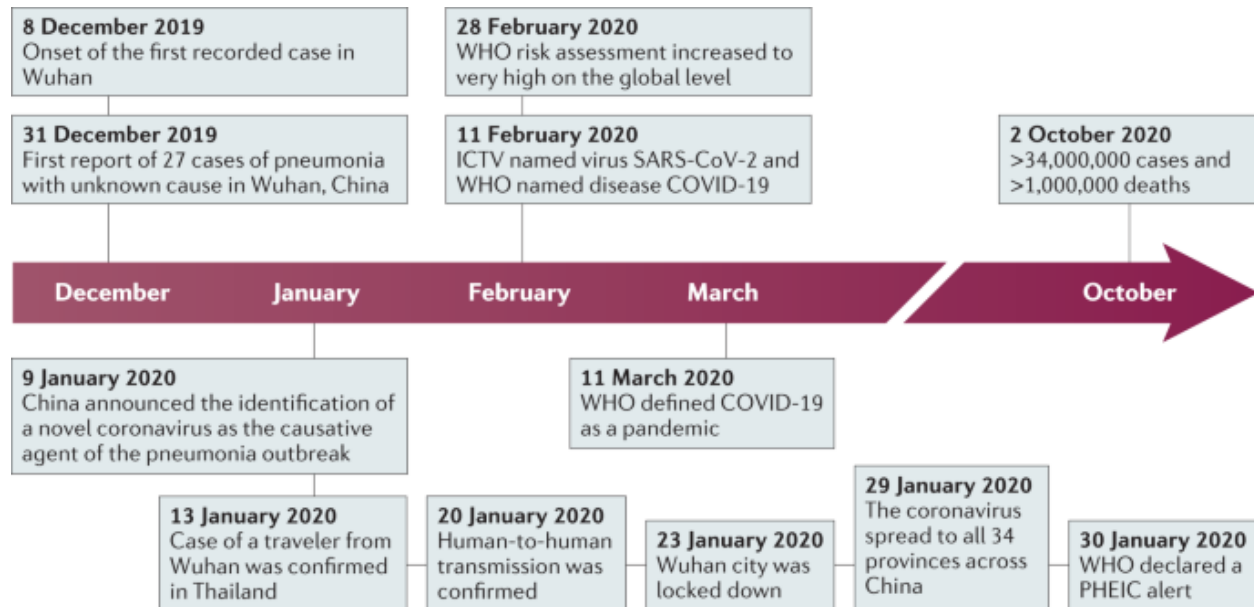 8 December 2019
Onset of the first recorded case in
Wuhan
31 December 2019
First report of 27 cases of pneumonia
with unknown cause in Wuhan, China
28 February 2020
WHO risk assessment increased to
very high on the global level
11 February 2020
ICTV named virus SARS-CoV-2 and
WHO named disease COVID-19
2 October 2020
>34,000,000 cases and
>1,000,000 deaths
December January February March October
9 January 2020
China announced the identification of
a novel coronavirus as the causative
agent of the pneumonia outbreak
11 March 2020
WHO defined COVID-19
as a pandemic
13 January 2020
Case of a traveler from
Wuhan was confirmed
in Thailand
20 January 2020
Human-to-human
transmission was
confirmed
23 January 2020
Wuhan city was
locked down
29 January 2020
The coronavirus
spread to all 34
provinces across
China
30 January 2020
WHO declared a
PHEIC alert